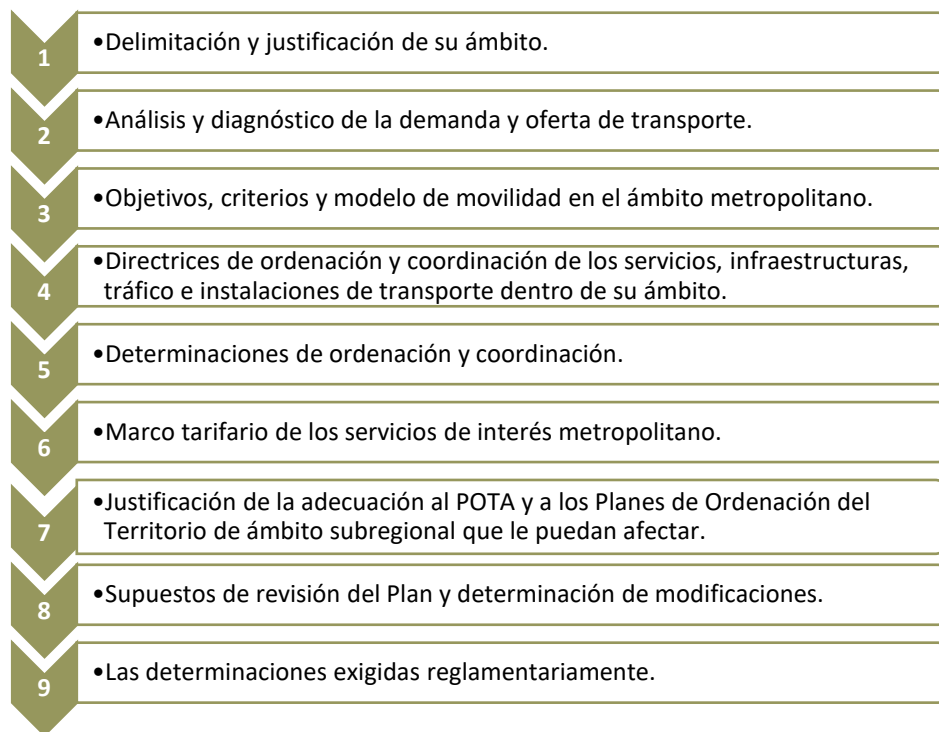 1
•Delimitación y justificación de su ámbito.
2
•Análisis y diagnóstico de la demanda y oferta de transporte.
3
•Objetivos, criterios y modelo de movilidad en el ámbito metropolitano.
4
•Directrices de ordenación y coordinación de los servicios, infraestructuras,
tráfico e instalaciones de transporte dentro de su ámbito.
5
•Determinaciones de ordenación y coordinación.
6
•Marco tarifario de los servicios de interés metropolitano.
7
•Justificación de la adecuación al POTA y a los Planes de Ordenación del
Territorio de ámbito subregional que le puedan afectar.
8
•Supuestos de revisión del Plan y determinación de modificaciones.
9
•Las determinaciones exigidas reglamentariamente.